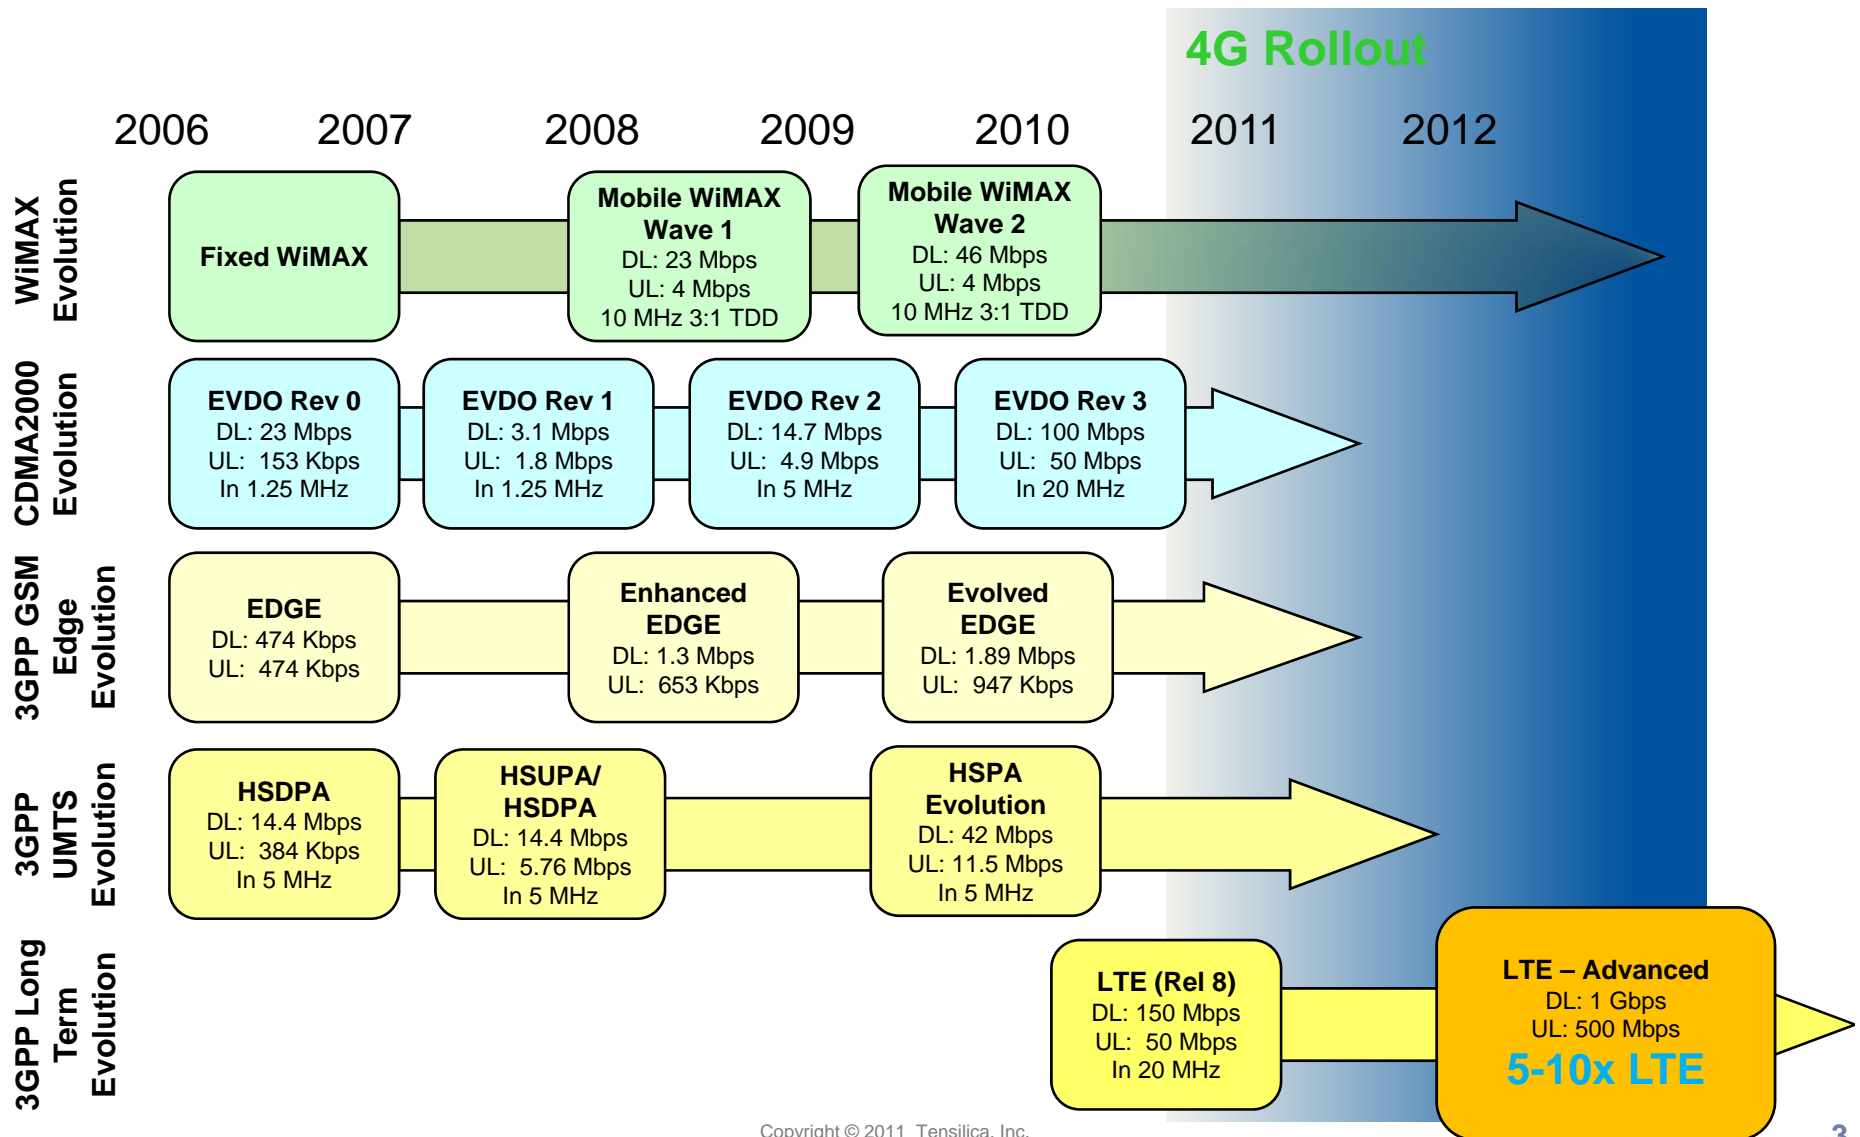 4G Rollout
2006 2007 2008 2009 2010 2011 2012
WiMAX
Evolution
Fixed WiMAX
Mobile WiMAX
Wave 1
DL: 23 Mbps
UL: 4 Mbps
10 MHz 3:1 TDD
Mobile WiMAX
Wave 2
DL: 46 Mbps
UL: 4 Mbps
10 MHz 3:1 TDD
CDMA2000
Evolution
EVDO Rev 0
DL: 23 Mbps
UL: 153 Kbps
In 1.25 MHz
EVDO Rev 1
DL: 3.1 Mbps
UL: 1.8 Mbps
In 1.25 MHz
EVDO Rev 2
DL: 14.7 Mbps
UL: 4.9 Mbps
In 5 MHz
EVDO Rev 3
DL: 100 Mbps
UL: 50 Mbps
In 20 MHz
3GPP GSM
Edge
Evolution
EDGE
DL: 474 Kbps
UL: 474 Kbps
Enhanced
EDGE
DL: 1.3 Mbps
UL: 653 Kbps
Evolved
EDGE
DL: 1.89 Mbps
UL: 947 Kbps
3GPP
UMTS
Evolution
HSDPA
DL: 14.4 Mbps
UL: 384 Kbps
In 5 MHz
HSUPA/
HSDPA
DL: 14.4 Mbps
UL: 5.76 Mbps
In 5 MHz
HSPA
Evolution
DL: 42 Mbps
UL: 11.5 Mbps
In 5 MHz
3GPP Long
Term
Evolution
LTE (Rel 8)
DL: 150 Mbps
UL: 50 Mbps
In 20 MHz
LTE – Advanced
DL: 1 Gbps
UL: 500 Mbps
5-10x LTE
Copyright © 2011 Tensilica, Inc.
3